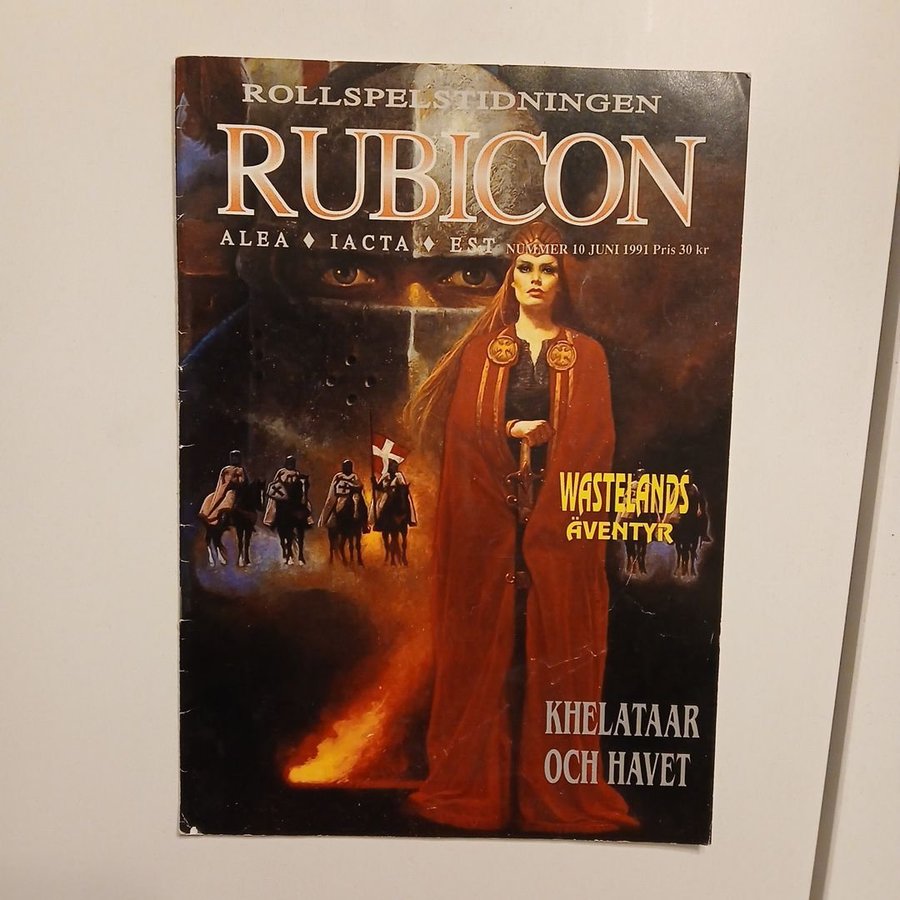 ROLLSPELSTIDNINGEN
RUBICON
ALEA ♦ IACTA ♦ EST
NUMMER 10 JUNI 1991 Pris 30 kr
WASTELANDS
ÄVENTYR
KHELATAAR
OCH HAVET